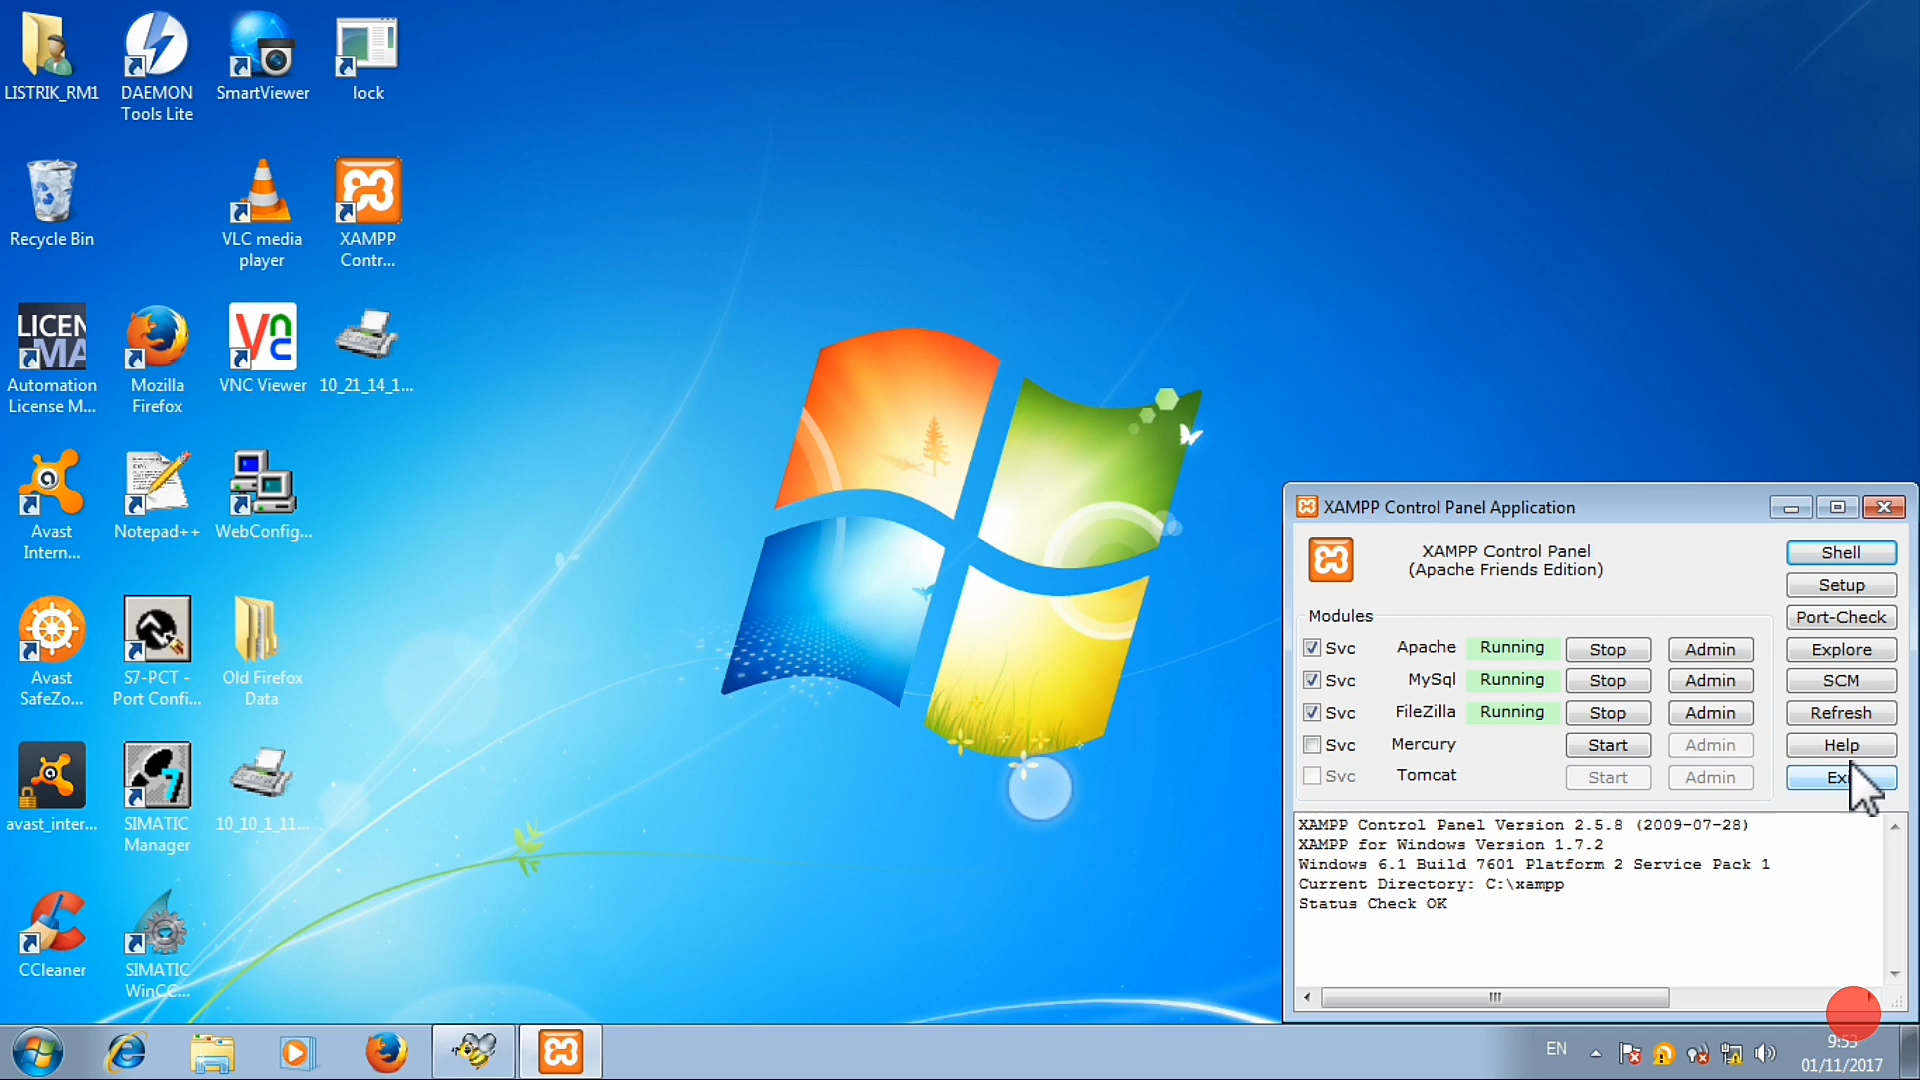 LISTRIK_RM1
DAEMON
Tools Lite
SmartViewer
lock
Recycle Bin
VLC media
player
XAMPP
Contr...
LICEN
MA
Automation
License M...
Mozilla
Firefox
VNC Viewer
10_21_14_1...
Avast
Intern...
Notepad++
WebConfig...
Avast
SafeZo...
S7-PCT -
Port Confi...
Old Firefox
Data
avast_inter...
SIMATIC
Manager
10_10_1_11...
CCleaner
SIMATIC
WinCC...
XAMPP Control Panel Application
XAMPP Control Panel
(Apache Friends Edition)
Shell
Setup
Port-Check
Modules
Svc Apache Running Stop Admin Explore
Svc MySql Running Stop Admin SCM
Svc FileZilla Running Stop Admin Refresh
Svc Mercury Start Admin Help
Svc Tomcat Start Admin
XAMPP Control Panel Version 2.5.8 (2009-07-28)
XAMPP for Windows Version 1.7.2
Windows 6.1 Build 7601 Platform 2 Service Pack 1
Current Directory: C:\xampp
Status Check OK
EN
9:53
01/11/2017